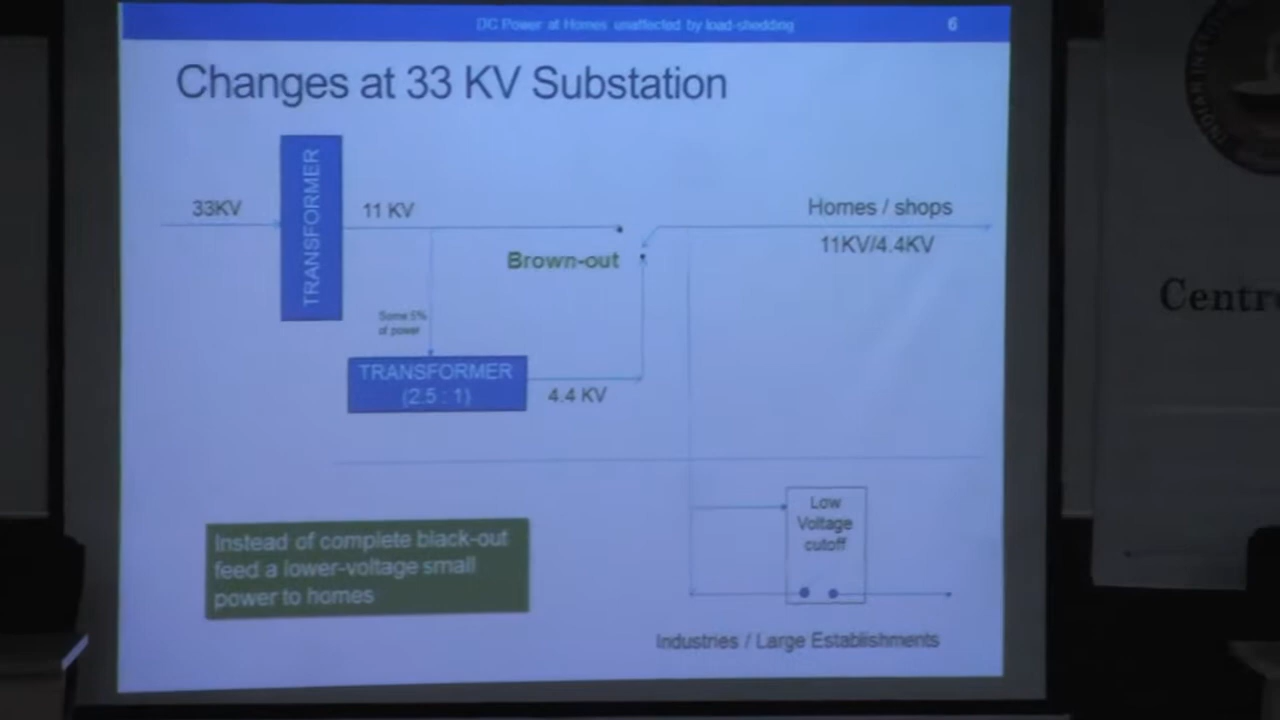 DC Power at Homes unaffected by load-shedding
6
Changes at 33 KV Substation
TRANSFORMER
33KV
11 KV
Homes / shops
11KV/4.4KV
Brown-out
Some 5%
of power
TRANSFORMER
(2.5 : 1)
4.4 KV
Low
Voltage
cutoff
Instead of complete black-out
feed a lower-voltage small
power to homes
Industries / Large Establishments
INDIAN
Centr